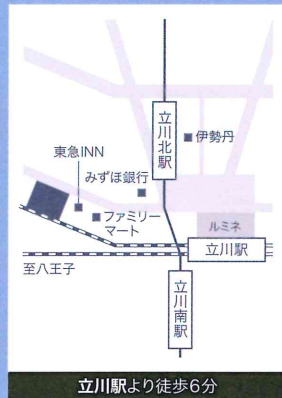 立川北駅
伊勢丹
東急INN
みずほ銀行
ファミリー
マート
ルミネ
立川駅
至八王子
立川南駅
立川駅より徒歩6分